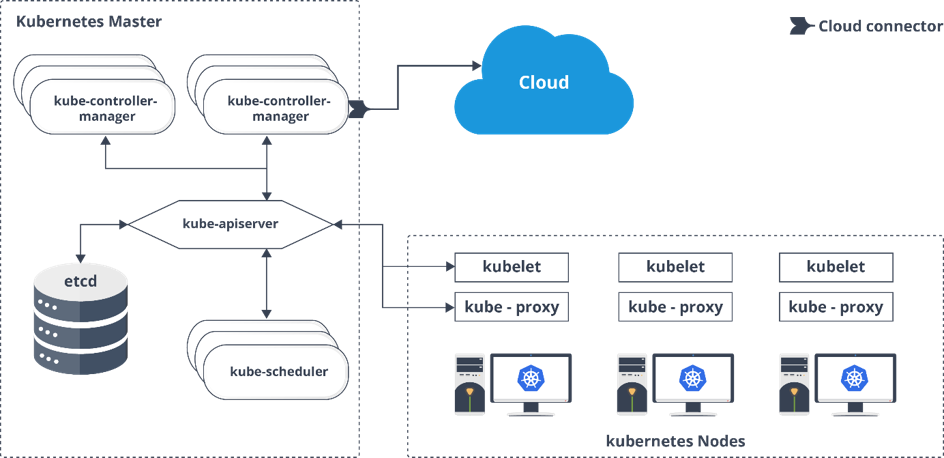 Kubernetes Master
Cloud connector
kube-controller-
manager
kube-controller-
manager
Cloud
kube-apiserver
etcd
kube-scheduler
kubelet
kubelet
kubelet
kube - proxy
kube - proxy
kube - proxy
kubernetes Nodes